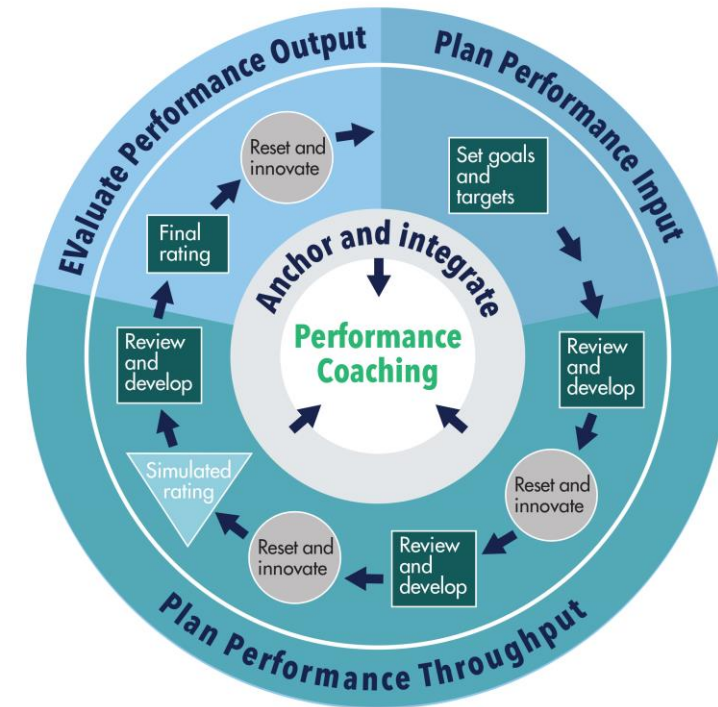 EValuate Performance Output
Plan Performance Input
Reset and
innovate
Set goals
and
targets
Final
rating
Anchor and integrate
Performance
Coaching
Review
and
develop
Review
and
develop
Simulated
rating
Reset and
innovate
Reset and
innovate
Review
and
develop
Plan Performance Throughput